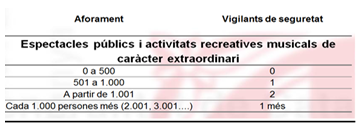 Aforament Vigilants de seguretat
Espectacles públics i activitats recreatives musicals de
caràcter extraordinari
0 a 500 0
501 a 1.000 1
A partir de 1.001 2
Cada 1.000 persones més (2.001, 3.001....) 1 més